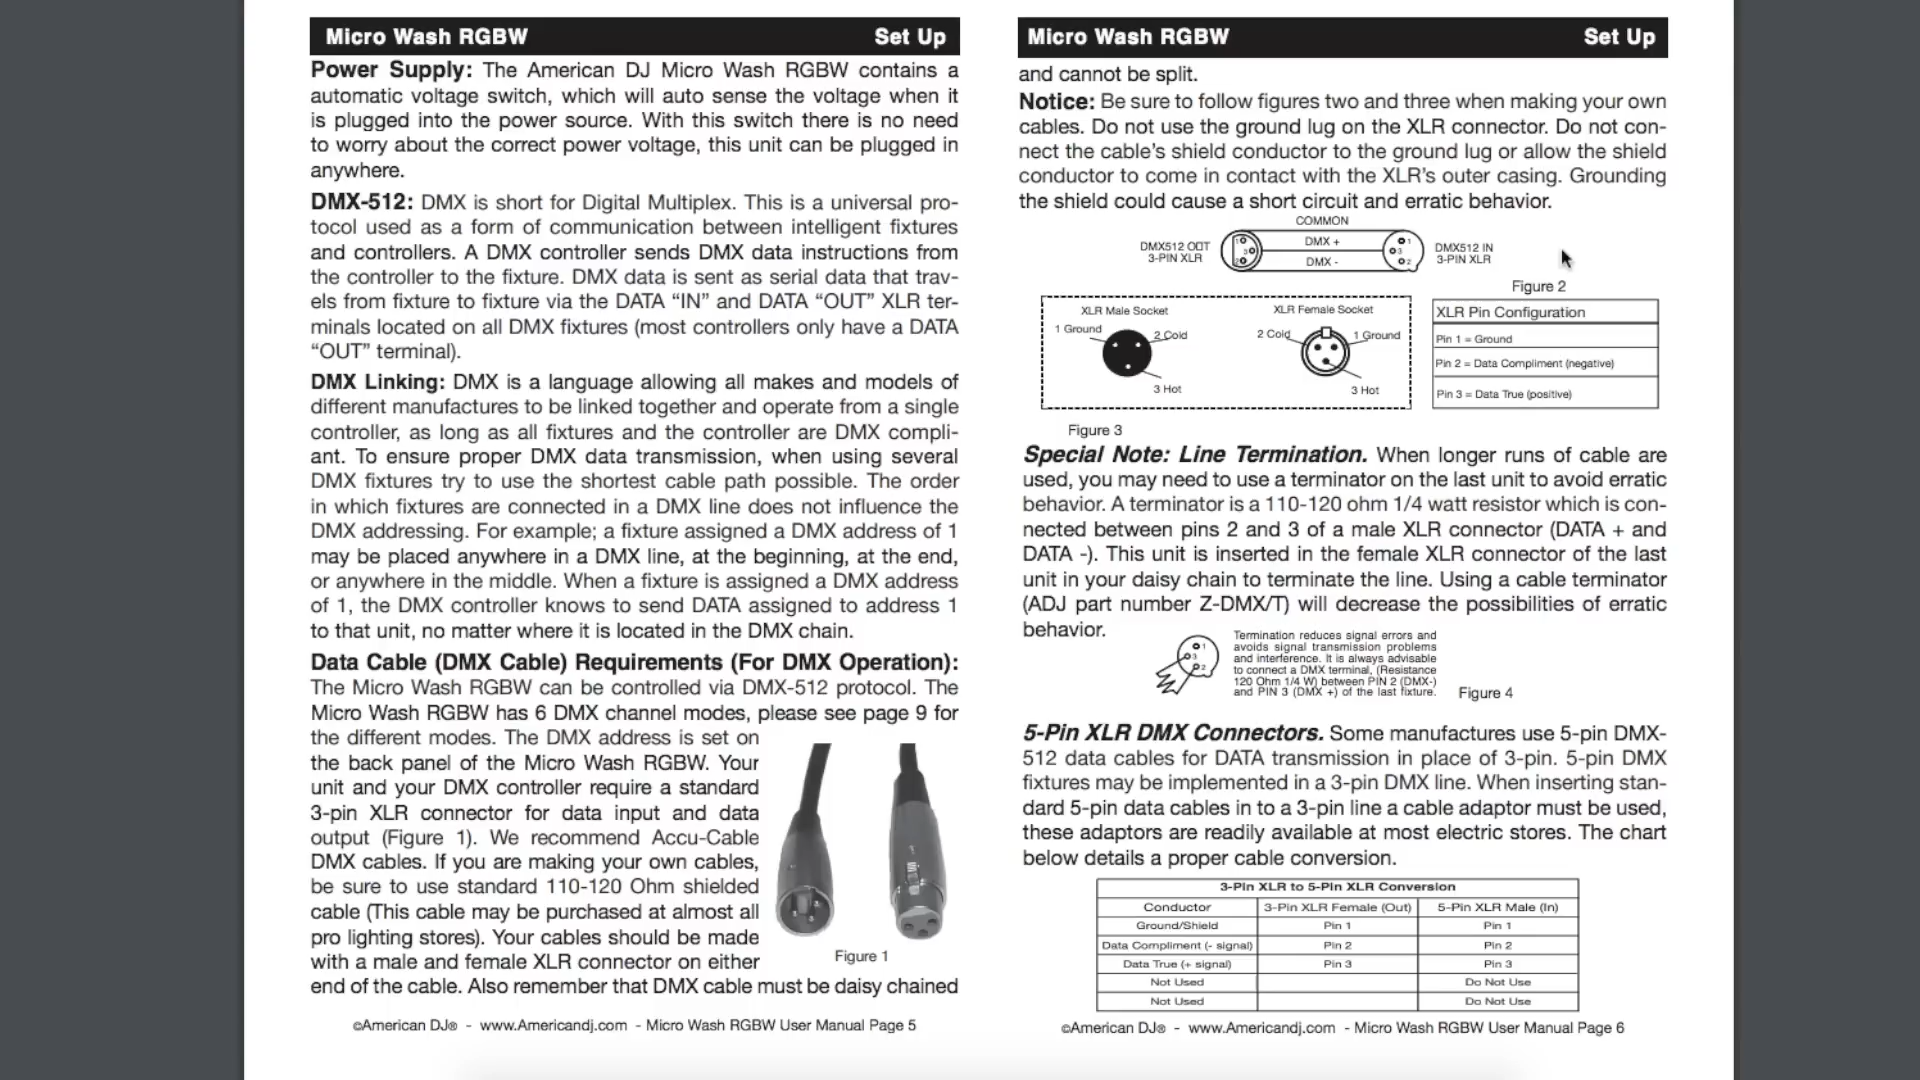 Micro Wash RGBW Set Up
Power Supply: The American DJ Micro Wash RGBW contains a
automatic voltage switch, which will auto sense the voltage when it
is plugged into the power source. With this switch there is no need
to worry about the correct power voltage, this unit can be plugged in
anywhere.
DMX-512: DMX is short for Digital Multiplex. This is a universal pro-
tocol used as a form of communication between intelligent fixtures
and controllers. A DMX controller sends DMX data instructions from
the controller to the fixture. DMX data is sent as serial data that trav-
els from fixture to fixture via the DATA “IN” and DATA “OUT” XLR ter-
minals located on all DMX fixtures (most controllers only have a DATA
“OUT” terminal).
DMX Linking: DMX is a language allowing all makes and models of
different manufactures to be linked together and operate from a single
controller, as long as all fixtures and the controller are DMX compli-
ant. To ensure proper DMX data transmission, when using several
DMX fixtures try to use the shortest cable path possible. The order
in which fixtures are connected in a DMX line does not influence the
DMX addressing. For example; a fixture assigned a DMX address of 1
may be placed anywhere in a DMX line, at the beginning, at the end,
or anywhere in the middle. When a fixture is assigned a DMX address
of 1, the DMX controller knows to send DATA assigned to address 1
to that unit, no matter where it is located in the DMX chain.
Data Cable (DMX Cable) Requirements (For DMX Operation):
The Micro Wash RGBW can be controlled via DMX-512 protocol. The
Micro Wash RGBW has 6 DMX channel modes, please see page 9 for
the different modes. The DMX address is set on
the back panel of the Micro Wash RGBW. Your
unit and your DMX controller require a standard
3-pin XLR connector for data input and data
output (Figure 1). We recommend Accu-Cable
DMX cables. If you are making your own cables,
be sure to use standard 110-120 Ohm shielded
cable (This cable may be purchased at almost all
pro lighting stores). Your cables should be made
with a male and female XLR connector on either
end of the cable. Also remember that DMX cable must be daisy chained
Figure 1
©American DJ® - www.Americandj.com - Micro Wash RGBW User Manual Page 5
Micro Wash RGBW Set Up
and cannot be split.
Notice: Be sure to follow figures two and three when making your own
cables. Do not use the ground lug on the XLR connector. Do not con-
nect the cable's shield conductor to the ground lug or allow the shield
conductor to come in contact with the XLR's outer casing. Grounding
the shield could cause a short circuit and erratic behavior.
COMMON
DMX512 OUT
3-PIN XLR
1
3
2
DMX +
DMX -
1
3
2
DMX512 IN
3-PIN XLR
Figure 2
XLR Male Socket
1 Ground
2 Cold
3 Hot
XLR Female Socket
2 Cold
1 Ground
3 Hot
XLR Pin Configuration
Pin 1 = Ground
Pin 2 = Data Compliment (negative)
Pin 3 = Data True (positive)
Figure 3
Special Note: Line Termination. When longer runs of cable are
used, you may need to use a terminator on the last unit to avoid erratic
behavior. A terminator is a 110-120 ohm 1/4 watt resistor which is con-
nected between pins 2 and 3 of a male XLR connector (DATA + and
DATA -). This unit is inserted in the female XLR connector of the last
unit in your daisy chain to terminate the line. Using a cable terminator
(ADJ part number Z-DMX/T) will decrease the possibilities of erratic
behavior.
1
3
2
Termination reduces signal errors and
avoids signal transmission problems
and interference. It is always advisable
to connect a DMX terminal, (Resistance
120 Ohm 1/4 W) between PIN 2 (DMX-)
and PIN 3 (DMX +) of the last fixture.
Figure 4
5-Pin XLR DMX Connectors. Some manufactures use 5-pin DMX-
512 data cables for DATA transmission in place of 3-pin. 5-pin DMX
fixtures may be implemented in a 3-pin DMX line. When inserting stan-
dard 5-pin data cables in to a 3-pin line a cable adaptor must be used,
these adaptors are readily available at most electric stores. The chart
below details a proper cable conversion.
3-Pin XLR to 5-Pin XLR Conversion
Conductor 3-Pin XLR Female (Out) 5-Pin XLR Male (In)
Ground/Shield Pin 1 Pin 1
Data Compliment (- signal) Pin 2 Pin 2
Data True (+ signal) Pin 3 Pin 3
Not Used Do Not Use
Not Used Do Not Use
©American DJ® - www.Americandj.com - Micro Wash RGBW User Manual Page 6